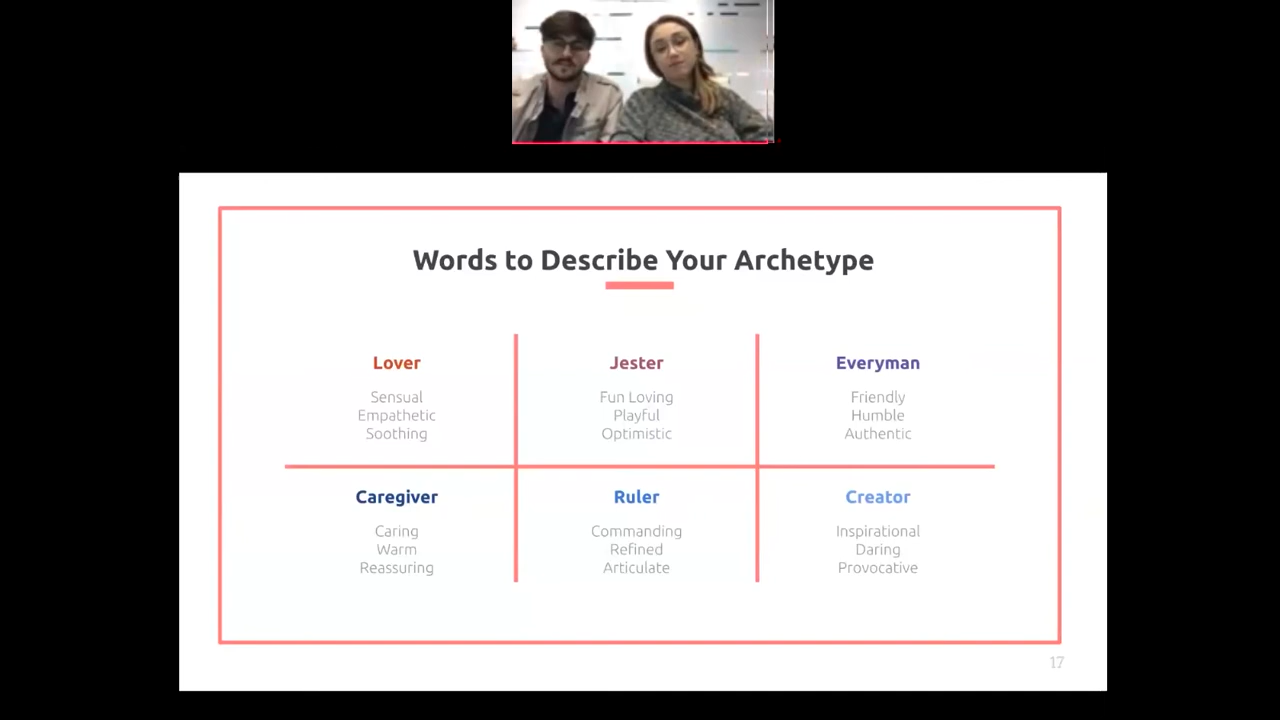 Words to Describe Your Archetype
Lover
Sensual
Empathetic
Soothing
Jester
Fun Loving
Playful
Optimistic
Everyman
Friendly
Humble
Authentic
Caregiver
Caring
Warm
Reassuring
Ruler
Commanding
Refined
Articulate
Creator
Inspirational
Daring
Provocative
17